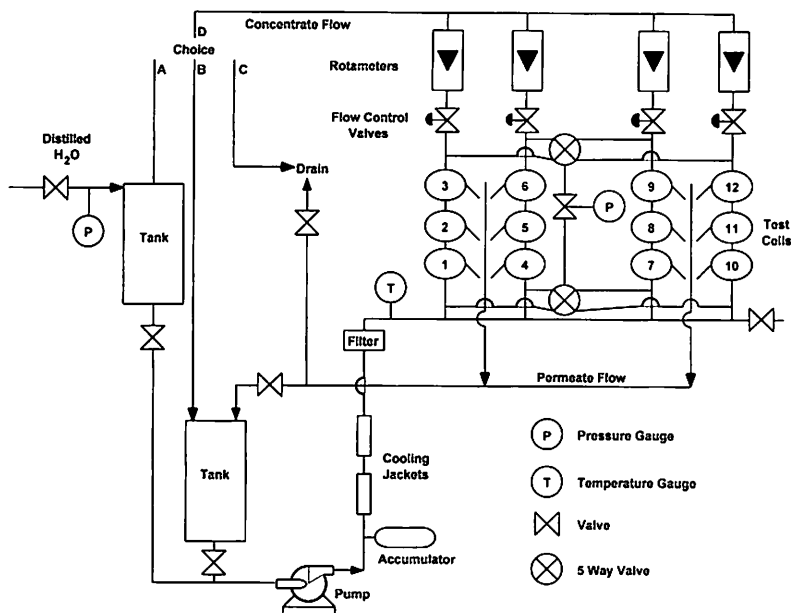 Concentrate Flow
D
Choice
A
B
C
Rotameters
Flow Control
Valves
Distilled
H2O
Drain
P
Tank
3
6
9
12
P
2
5
8
11
Test
Cells
1
4
7
10
T
Filter
Permeate Flow
Tank
Cooling
Jackets
Accumulator
Pump
P
Pressure Gauge
T
Temperature Gauge
Valve
5 Way Valve